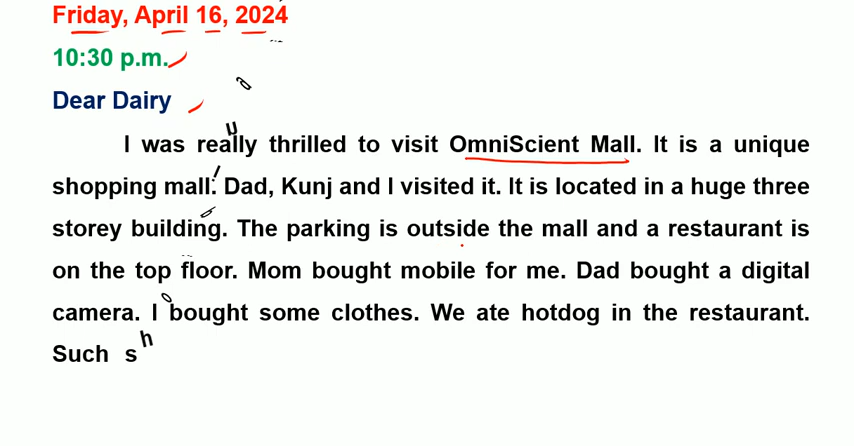 Friday, April 16, 2024
10:30 p.m.
Dear Dairy
I was really thrilled to visit OmniScient Mall. It is a unique
shopping mall. Dad, Kunj and I visited it. It is located in a huge three
storey building. The parking is outside the mall and a restaurant is
on the top floor. Mom bought mobile for me. Dad bought a digital
camera. I bought some clothes. We ate hotdog in the restaurant.
Such s